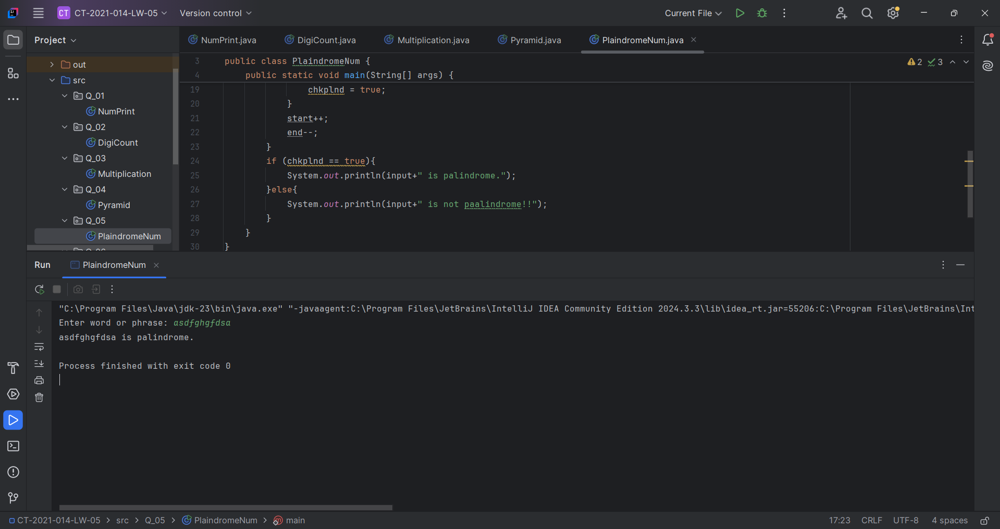 CT CT-2021-014-LW-05 Version control Current File
Project
NumPrint.java DigiCount.java Multiplication.java Pyramid.java PlaindromeNum.java
out
src
Q_01
NumPrint
Q_02
DigiCount
Q_03
Multiplication
Q_04
Pyramid
Q_05
PlaindromeNum
3 public class PlaindromeNum {
2 3
4 public static void main(String[] args) {
19 chkplnd = true;
20 }
21 start++;
22 end--;
23 }
24 if (chkplnd == true){
25 System.out.println(input+" is palindrome.");
26 }else{
27 System.out.println(input+" is not paalindrome!!");
28 }
29 }
30 }
Run PlaindromeNum
"C:\Program Files\Java\jdk-23\bin\java.exe" "-javaagent:C:\Program Files\JetBrains\IntelliJ IDEA Community Edition 2024.3.3\lib\idea_rt.jar=55206:C:\Program Files\JetBrains\Int
Enter word or phrase: asdfghgfdsa
asdfghgfdsa is palindrome.
Process finished with exit code 0
CT-2021-014-LW-05 > src > Q_05 > PlaindromeNum > main
17:23 CRLF UTF-8 4 spaces